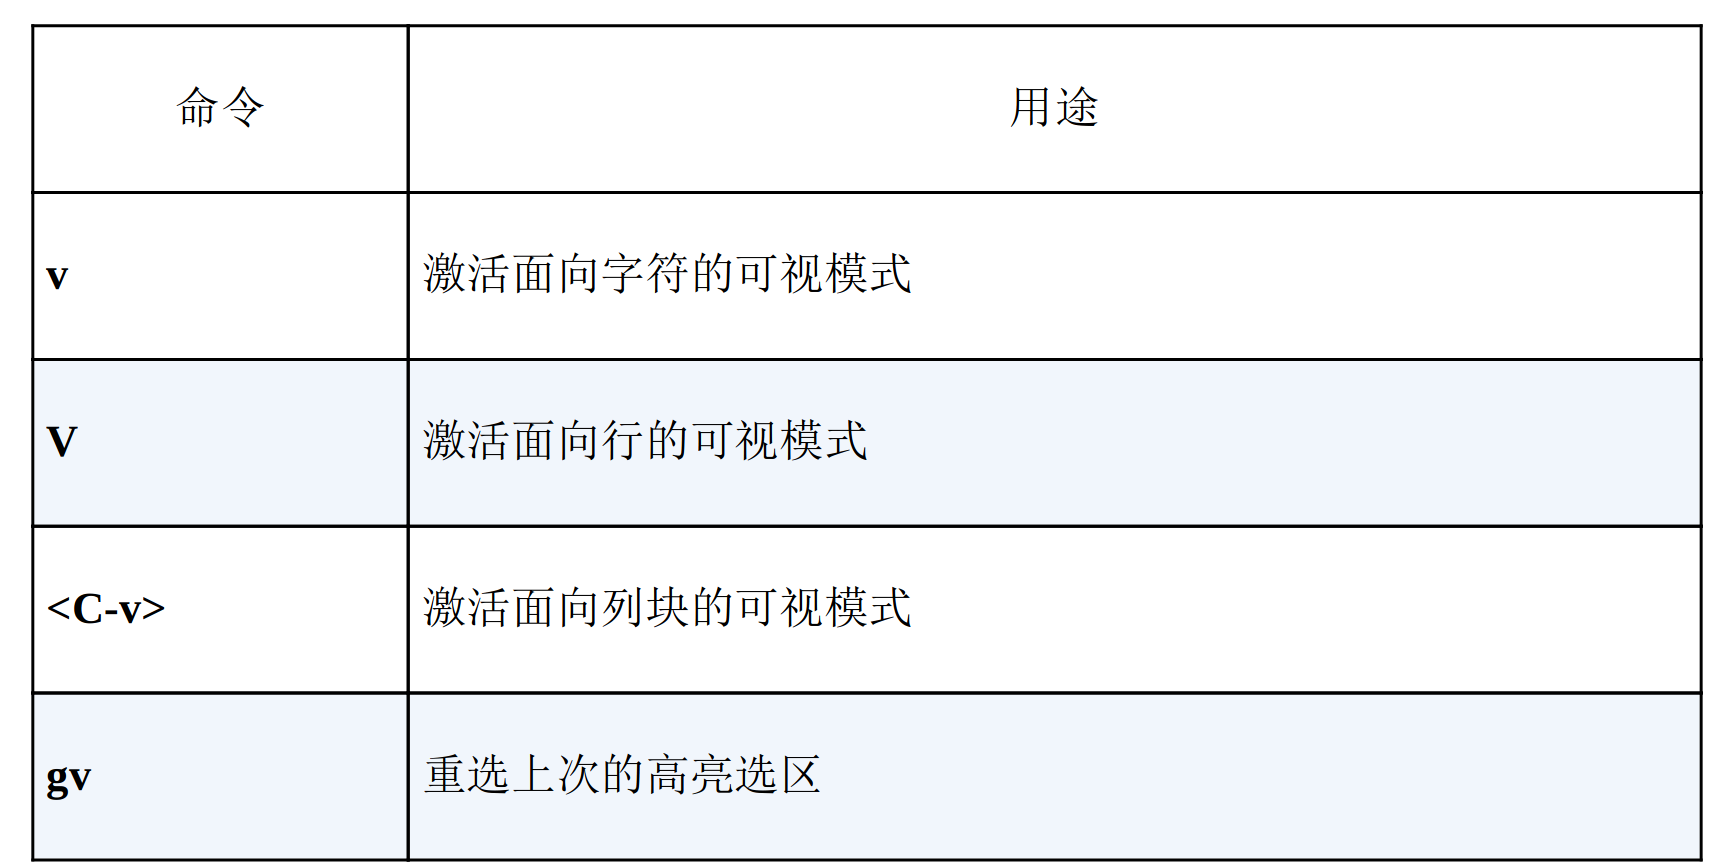 命令 用途
v 激活面向字符的可视模式
V 激活面向行的可视模式
<C-v> 激活面向列块的可视模式
gv 重选上次的高亮选区